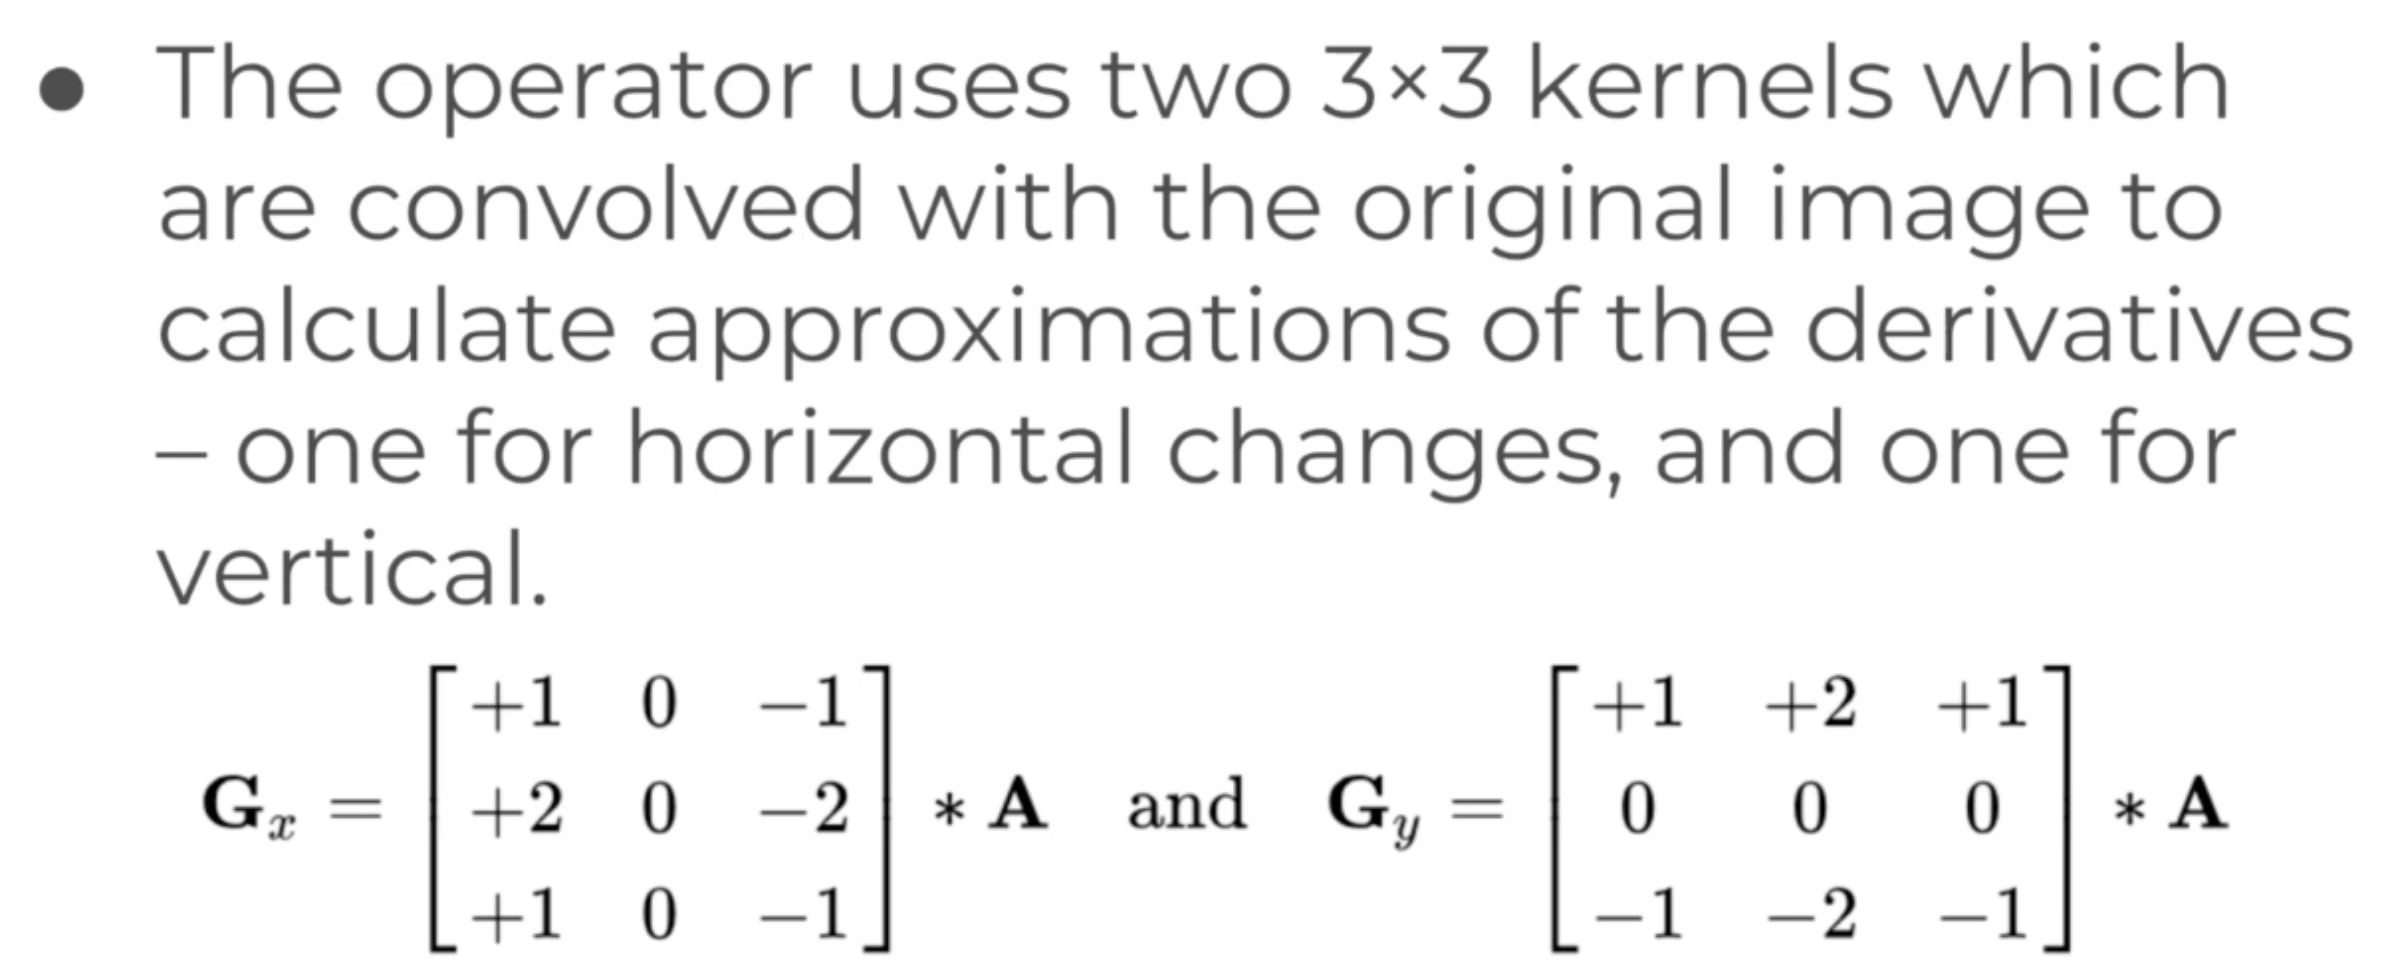 • The operator uses two 3×3 kernels which
are convolved with the original image to
calculate approximations of the derivatives
– one for horizontal changes, and one for
vertical.
+1 0 −1 +1 +2 +1
G_x = [ +2 0 −2 ] * A and G_y = [ 0 0 0 ] * A
+1 0 −1 −1 −2 −1